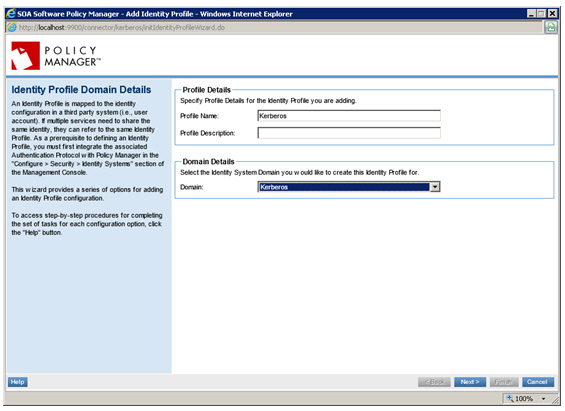 SOA Software Policy Manager - Add Identity Profile - Windows Internet Explorer
http://localhost:9900/connector/kerberos/initIdentityProfileWizard.do
POLICY
MANAGER™
Identity Profile Domain Details
An Identity Profile is mapped to the identity
configuration in a third party system (i.e., user
account). If multiple services need to share the
same identity, they can refer to the same Identity
Profile. As a prerequisite to defining an Identity
Profile, you must first integrate the associated
Authentication Protocol with Policy Manager in the
"Configure > Security > Identity Systems" section of
the Management Console.
This wizard provides a series of options for adding
an Identity Profile configuration.
To access step-by-step procedures for completing
the set of tasks for each configuration option, click
the "Help" button.
Profile Details
Specify Profile Details for the Identity Profile you are adding.
Profile Name: Kerberos
Profile Description:
Domain Details
Select the Identity System Domain you would like to create this Identity Profile for.
Domain: Kerberos
Help
< Back Next > Finish Cancel
100%